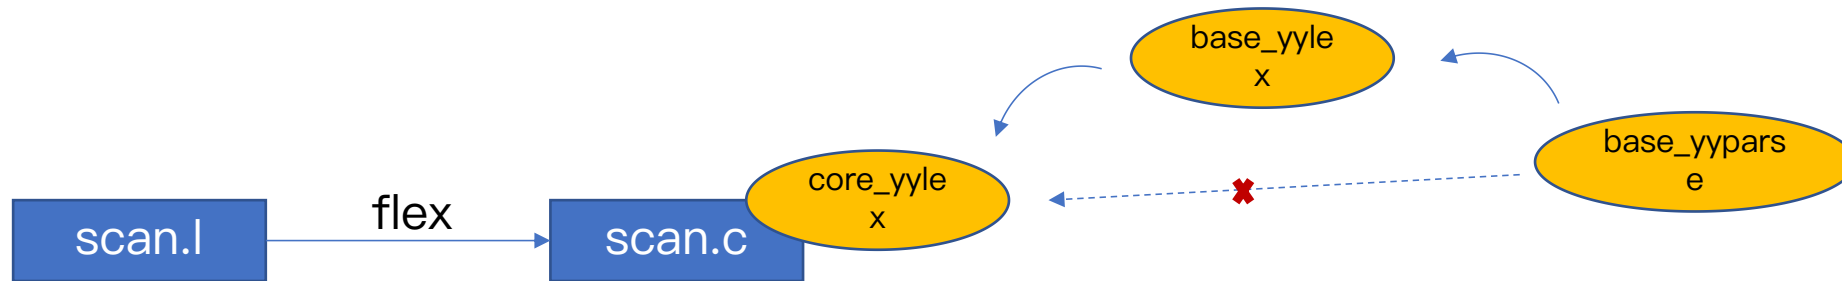 base_yyle
x
base_yypars
e
core_yyle
x
flex
scan.l
scan.c